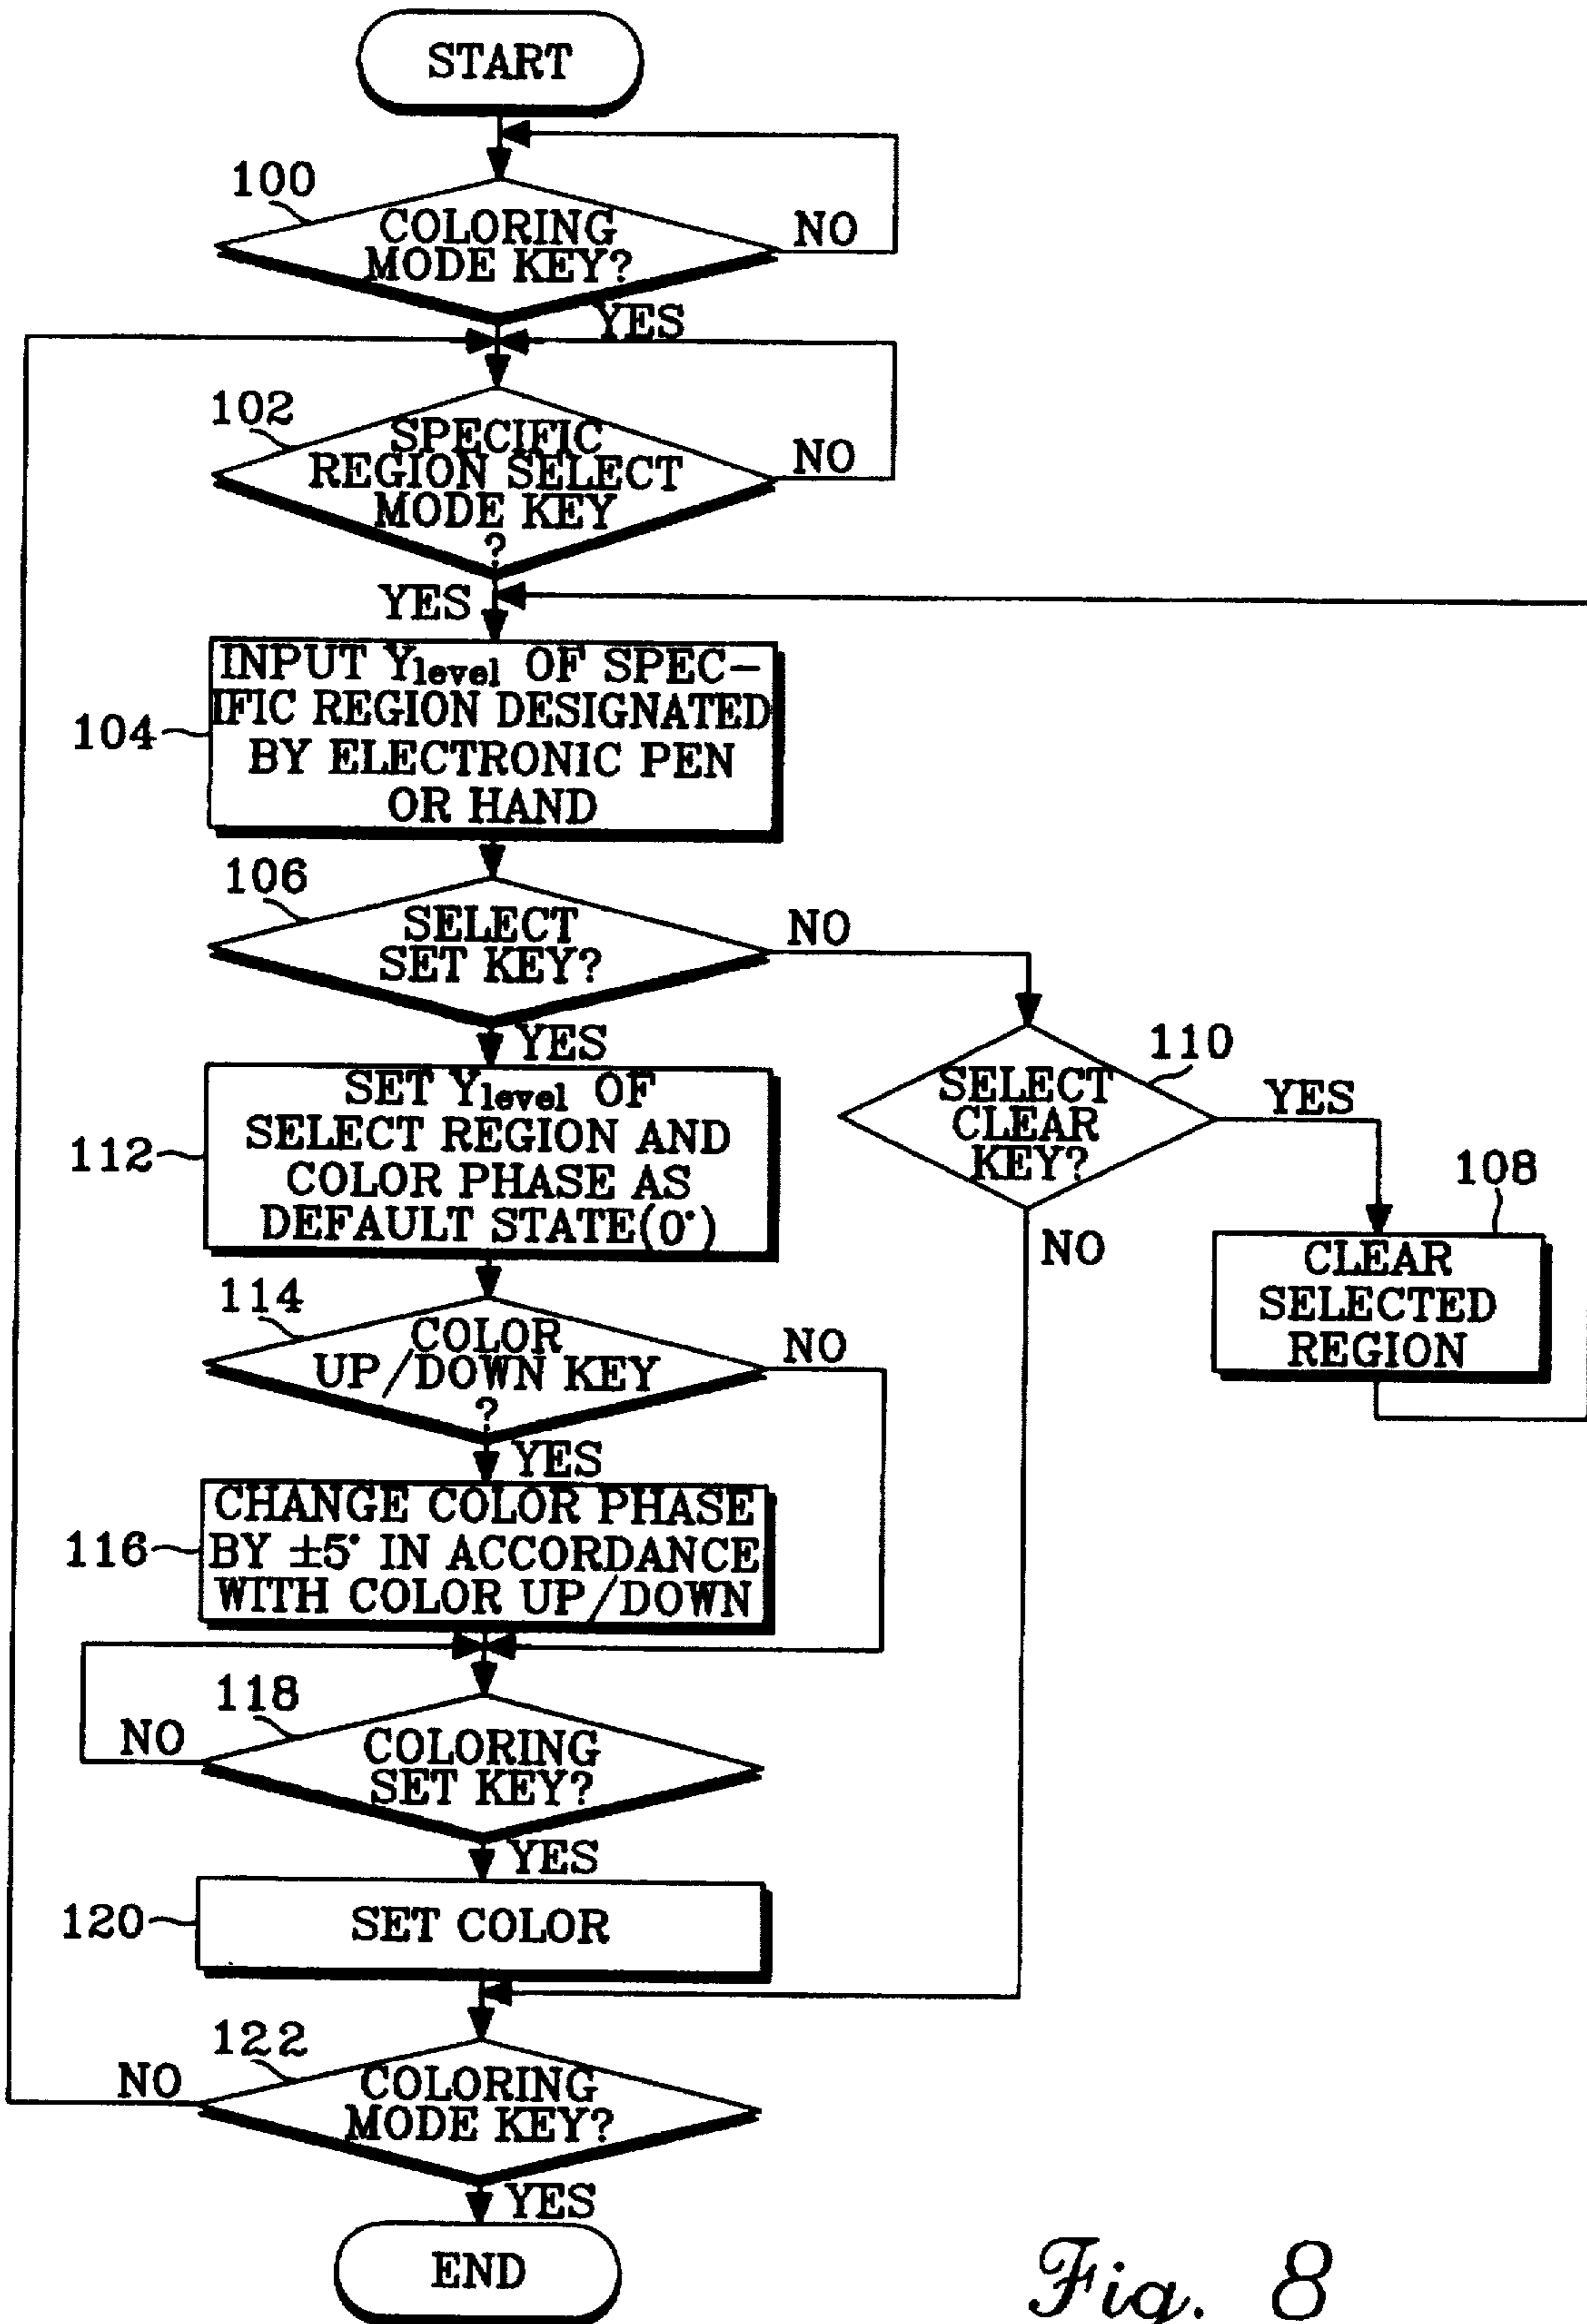 START
100
COLORING
MODE KEY?
NO
YES
102
SPECIFIC
REGION SELECT
MODE KEY
?
NO
YES
104
INPUT Ylevel OF SPEC-
IFIC REGION DESIGNATED
BY ELECTRONIC PEN
OR HAND
106
SELECT
SET KEY?
NO
YES
110
SELECT
CLEAR
KEY?
YES
NO
108
CLEAR
SELECTED
REGION
112
SET Ylevel OF
SELECT REGION AND
COLOR PHASE AS
DEFAULT STATE(0°)
114
COLOR
UP/DOWN KEY
?
NO
YES
116
CHANGE COLOR PHASE
BY ±5° IN ACCORDANCE
WITH COLOR UP/DOWN
118
NO
COLORING
SET KEY?
YES
120
SET COLOR
122
NO
COLORING
MODE KEY?
YES
END
Fig. 8